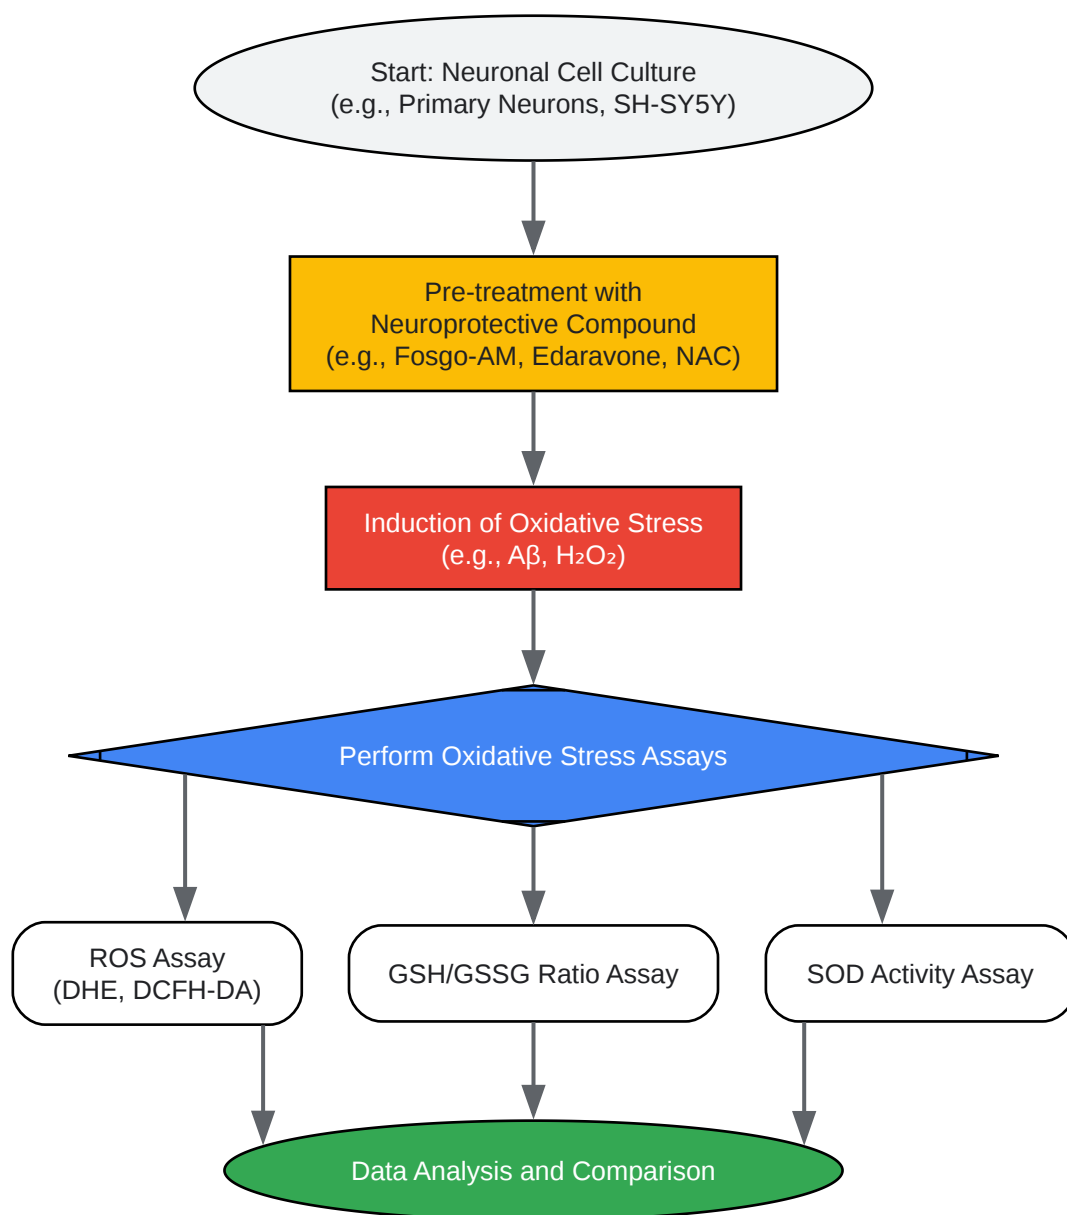 Start: Neuronal Cell Culture
(e.g., Primary Neurons, SH-SY5Y)
Pre-treatment with
Neuroprotective Compound
(e.g., Fosgo-AM, Edaravone, NAC)
Induction of Oxidative Stress
(e.g., Aβ, H₂O₂)
Perform Oxidative Stress Assays
ROS Assay
(DHE, DCFH-DA)
GSH/GSSG Ratio Assay
SOD Activity Assay
Data Analysis and Comparison